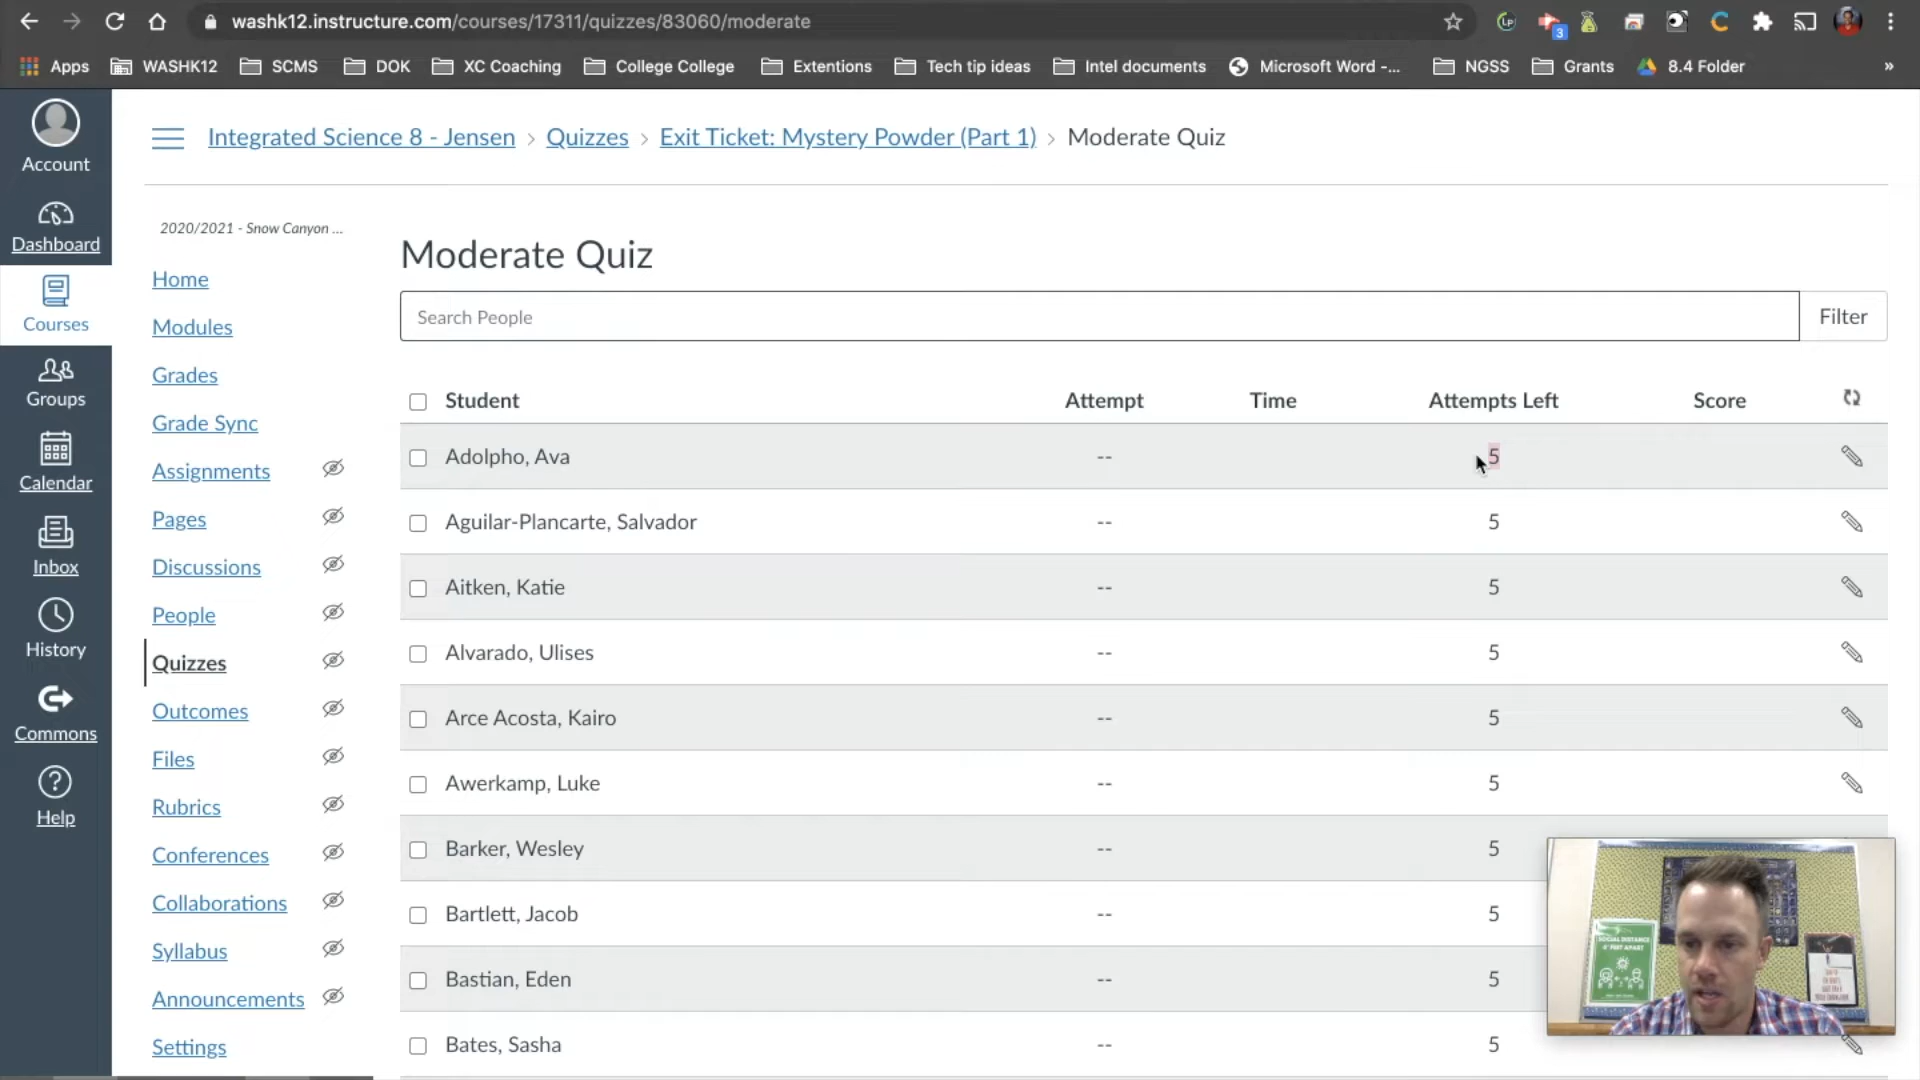 washk12.instructure.com/courses/17311/quizzes/83060/moderate
3
Apps WASHK12 SCMS DOK XC Coaching College College Extentions Tech tip ideas Intel documents Microsoft Word -... NGSS Grants 8.4 Folder »
Account
Dashboard
Courses
Groups
Calendar
Inbox
History
Commons
Help
Integrated Science 8 - Jensen > Quizzes > Exit Ticket: Mystery Powder (Part 1) > Moderate Quiz
2020/2021 - Snow Canyon ...
Home
Modules
Grades
Grade Sync
Assignments
Pages
Discussions
People
Quizzes
Outcomes
Files
Rubrics
Conferences
Collaborations
Syllabus
Announcements
Settings
Moderate Quiz
Search People Filter
Student Attempt Time Attempts Left Score
Adolpho, Ava -- 5
Aguilar-Plancarte, Salvador -- 5
Aitken, Katie -- 5
Alvarado, Ulises -- 5
Arce Acosta, Kairo -- 5
Awerkamp, Luke -- 5
Barker, Wesley -- 5
Bartlett, Jacob -- 5
Bastian, Eden -- 5
Bates, Sasha -- 5
SOCIAL DISTANCE
6 FEET APART